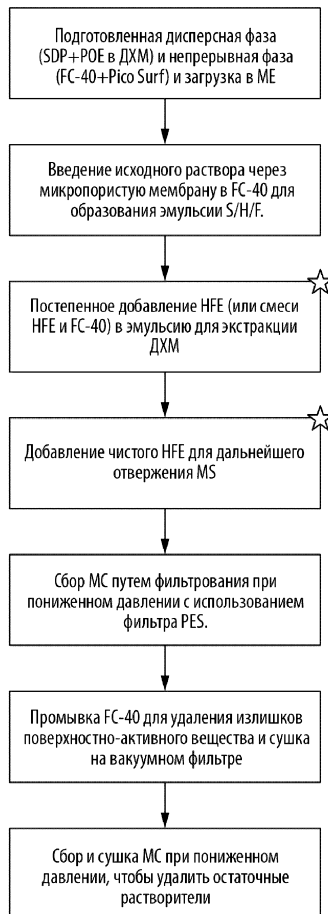 Подготовленная дисперсная фаза
(SDP+POE в ДХМ) и непрерывная фаза
(FC-40+Pico Surf) и загрузка в ME
Введение исходного раствора через
микропористую мембрану в FC-40 для
образования эмульсии S/H/F.
Постепенное добавление HFE (или смеси
HFE и FC-40) в эмульсию для экстракции
ДХМ
Добавление чистого HFE для дальнейшего
отвержения MS
Сбор МС путем фильтрования при
пониженном давлении с использованием
фильтра PES.
Промывка FC-40 для удаления излишков
поверхностно-активного вещества и сушка
на вакуумном фильтре
Сбор и сушка МС при пониженном
давлении, чтобы удалить остаточные
растворители